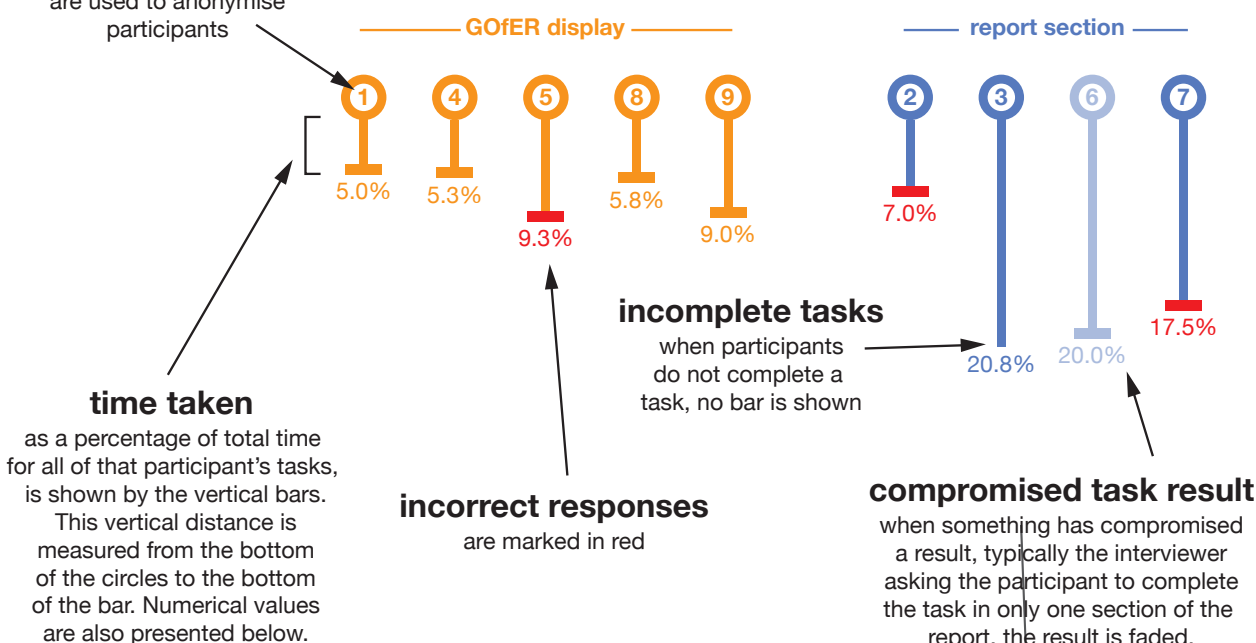 are used to anonymise
participants
GOfER display
report section
1
4
5
8
9
2
3
6
7
5.0%
5.3%
9.3%
5.8%
9.0%
7.0%
20.8%
20.0%
17.5%
incomplete tasks
when participants
do not complete a
task, no bar is shown
time taken
as a percentage of total time
for all of that participant’s tasks,
is shown by the vertical bars.
This vertical distance is
measured from the bottom
of the circles to the bottom
of the bar. Numerical values
are also presented below.
incorrect responses
are marked in red
compromised task result
when something has compromised
a result, typically the interviewer
asking the participant to complete
the task in only one section of the
report, the result is faded.